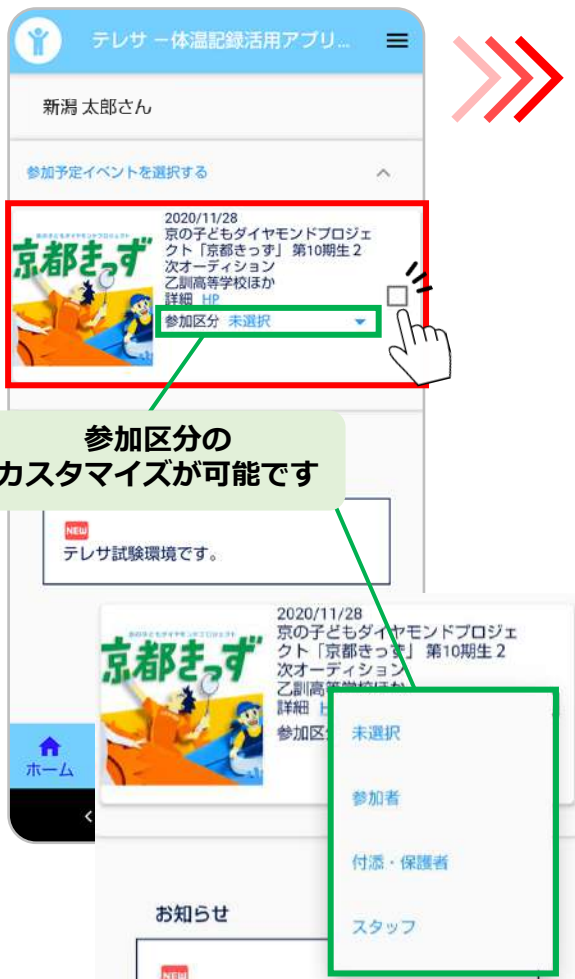 テレサ −体温記録活用アプリ...
新潟 太郎さん
参加予定イベントを選択する
京都きっず
2020/11/28
京の子どもダイヤモンドプロジェ
クト「京都きっず」 第10期生2
次オーディション
乙訓高等学校ほか
詳細 HP
参加区分 未選択
参加区分の
カスタマイズが可能です
NEW
テレサ試験環境です。
京都きっず
2020/11/28
京の子どもダイヤモンドプロジェ
クト「京都きっず」 第10期生2
次オーディション
乙訓高
詳細
参加区
未選択
参加者
付添・保護者
スタッフ
ホーム
お知らせ
NEW